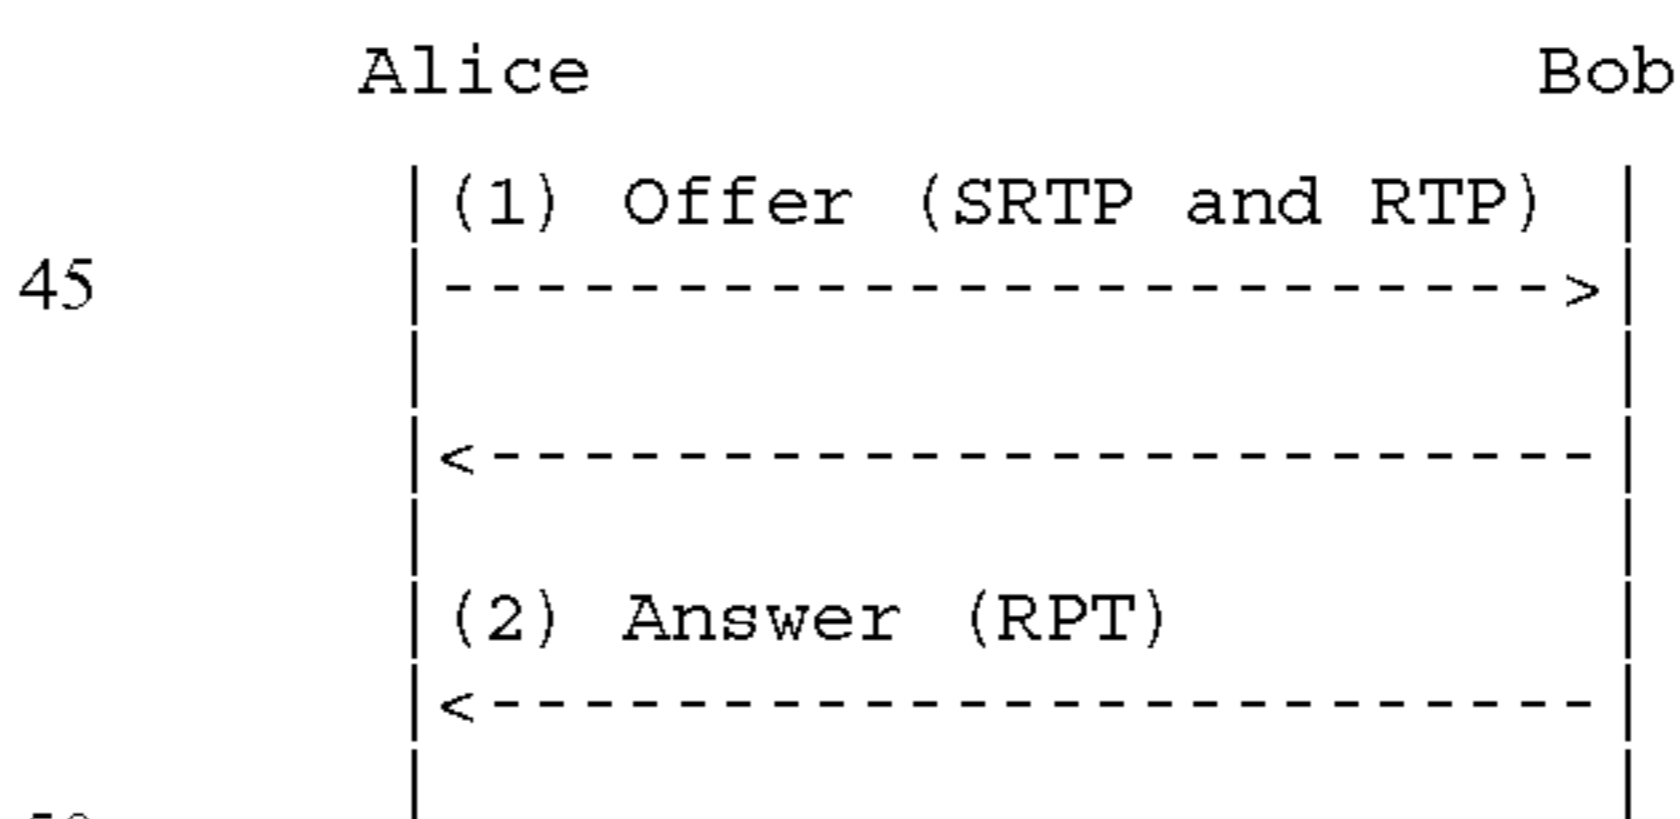 Alice Bob
|(1) Offer (SRTP and RTP) |
45 |------------------------>|
| |
|<------------------------|
| |
|(2) Answer (RPT) |
|<------------------------|
| |